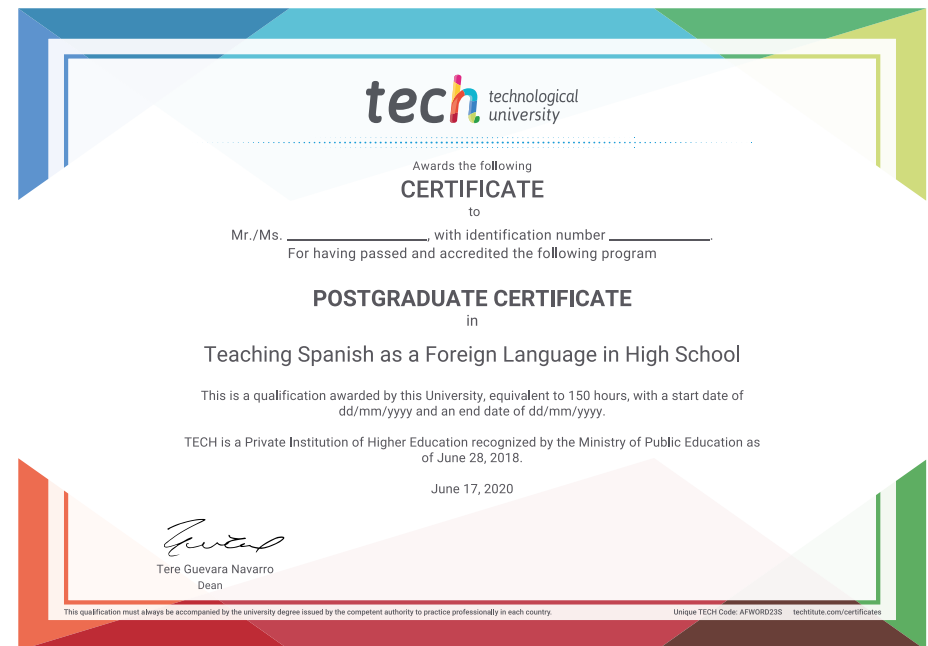 tech technological
university
Awards the following
CERTIFICATE
to
Mr./Ms. ____________________, with identification number ______________.
For having passed and accredited the following program
POSTGRADUATE CERTIFICATE
in
Teaching Spanish as a Foreign Language in High School
This is a qualification awarded by this University, equivalent to 150 hours, with a start date of
dd/mm/yyyy and an end date of dd/mm/yyyy.
TECH is a Private Institution of Higher Education recognized by the Ministry of Public Education as
of June 28, 2018.
June 17, 2020
Tere Guevara Navarro
Dean
This qualification must always be accompanied by the university degree issued by the competent authority to practice professionally in each country.
Unique TECH Code: AFWORD23S techtitute.com/certificates